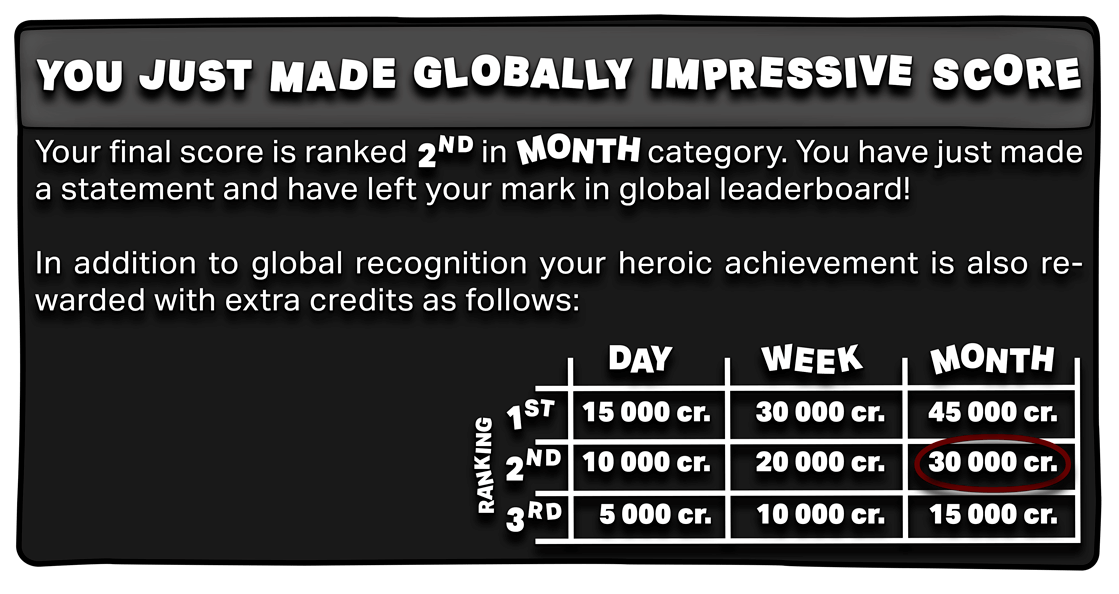 YOU JUST MADE GLOBALLY IMPRESSIVE SCORE
Your final score is ranked 2ND in MONTH category. You have just made
a statement and have left your mark in global leaderboard!
In addition to global recognition your heroic achievement is also re-
warded with extra credits as follows:
DAY WEEK MONTH
RANKING
1ST 15 000 cr. 30 000 cr. 45 000 cr.
2ND 10 000 cr. 20 000 cr. 30 000 cr.
3RD 5 000 cr. 10 000 cr. 15 000 cr.